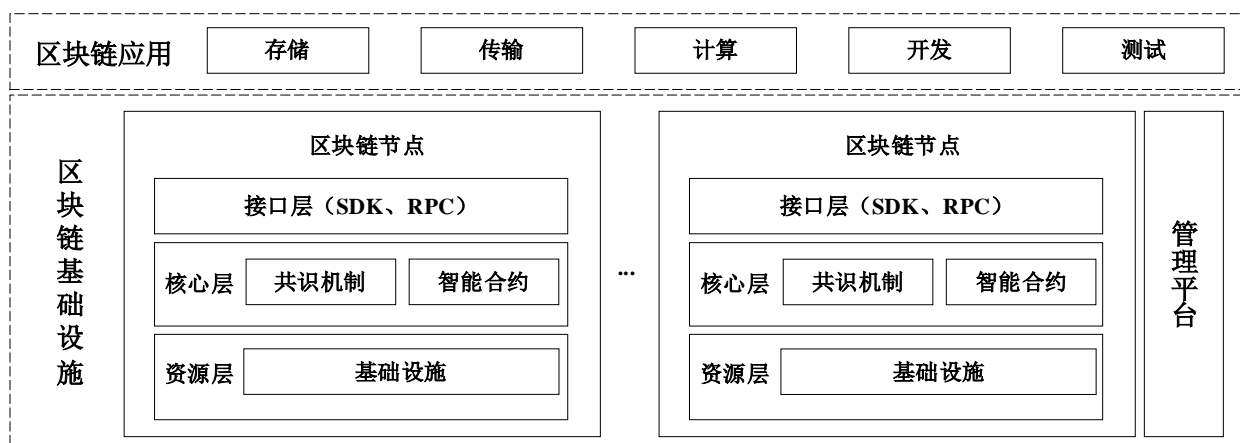 区块链应用 存储 传输 计算 开发 测试
区块链基础设施
区块链节点
接口层（SDK、RPC）
核心层 共识机制 智能合约
资源层 基础设施
...
区块链节点
接口层（SDK、RPC）
核心层 共识机制 智能合约
资源层 基础设施
管理平台